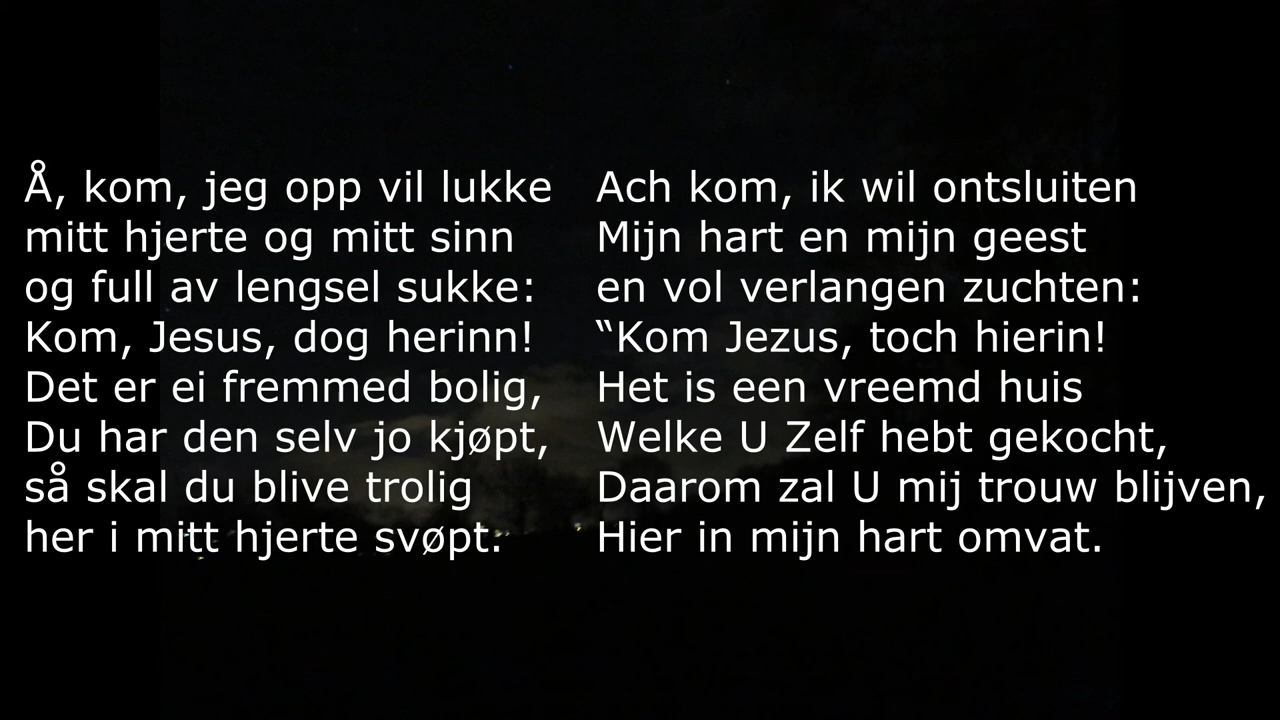 Å, kom, jeg opp vil lukke
mitt hjerte og mitt sinn
og full av lengsel sukke:
Kom, Jesus, dog herinn!
Det er ei fremmed bolig,
Du har den selv jo kjøpt,
så skal du blive trolig
her i mitt hjerte svøpt.
Ach kom, ik wil ontsluiten
Mijn hart en mijn geest
en vol verlangen zuchten:
“Kom Jezus, toch hierin!
Het is een vreemd huis
Welke U Zelf hebt gekocht,
Daarom zal U mij trouw blijven,
Hier in mijn hart omvat.